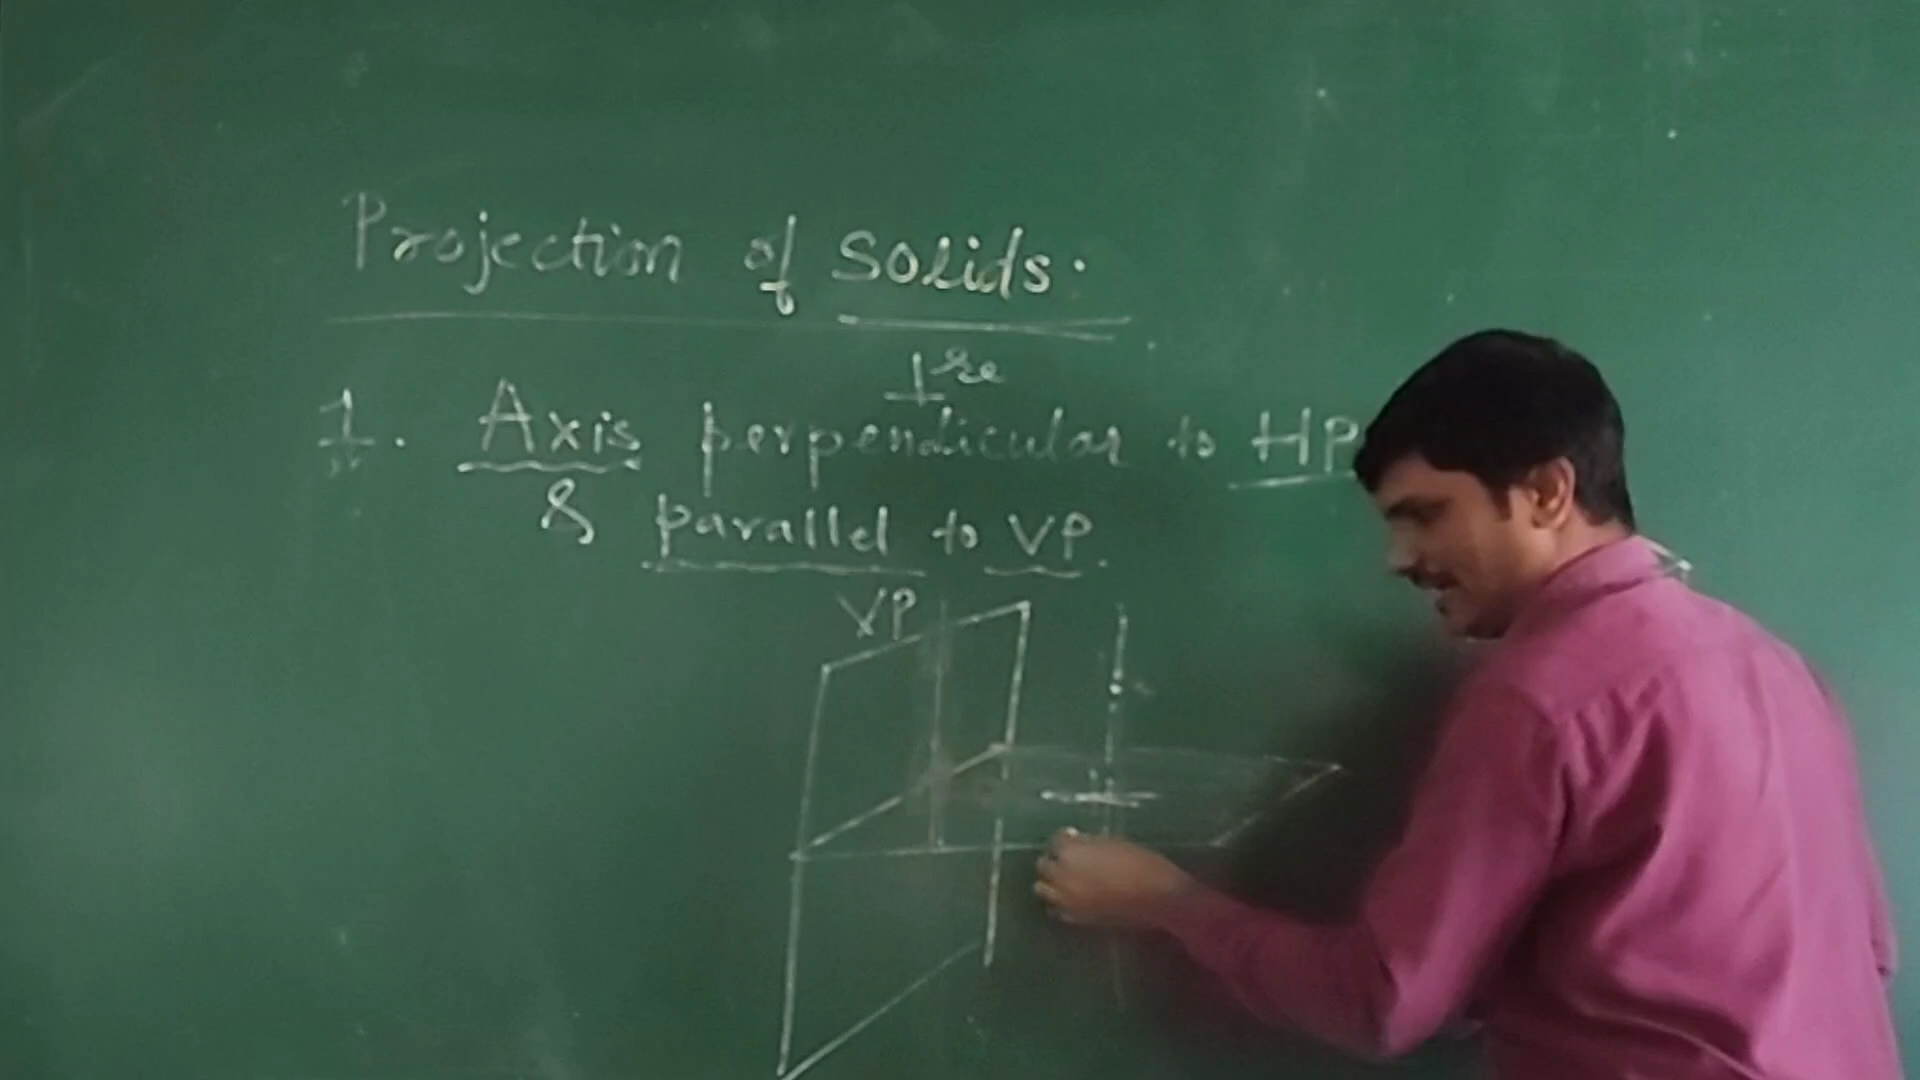 Projection of Solids.
⊥re
1. Axis perpendicular to HP
& parallel to VP.
VP